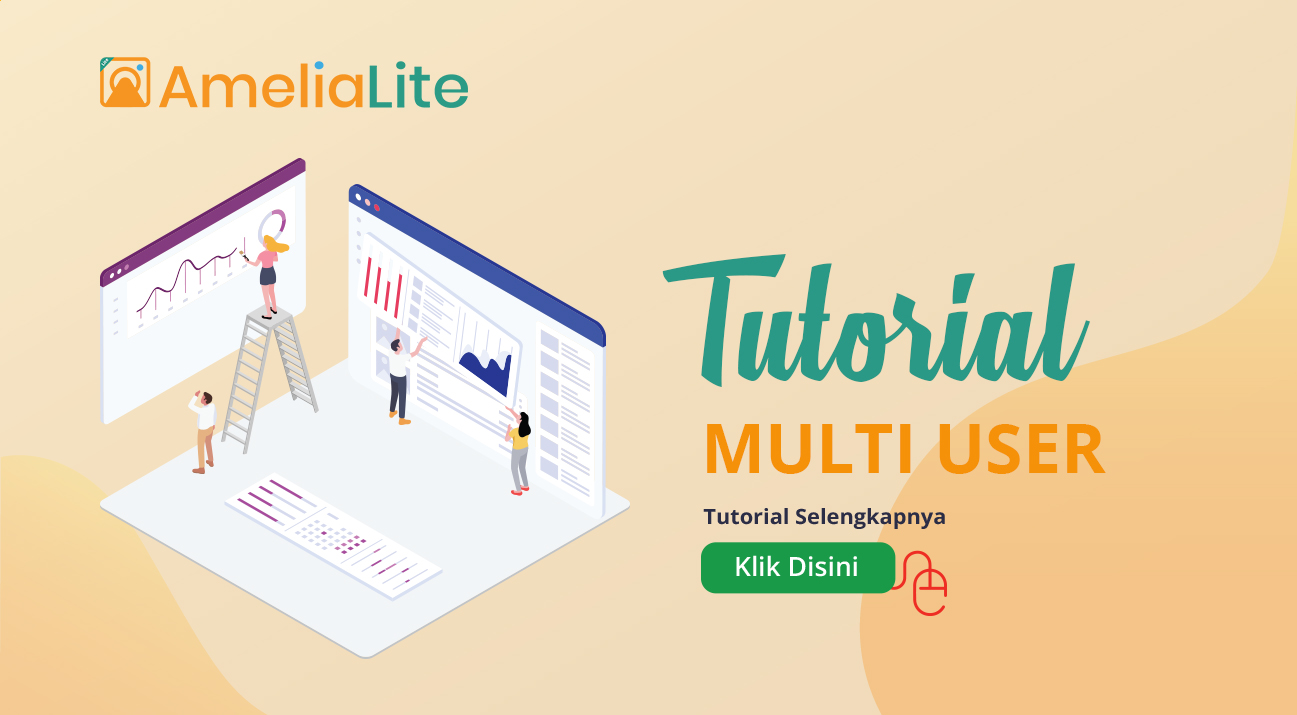 AmeliaLite
Tutorial
MULTI USER
Tutorial Selengkapnya
Klik Disini